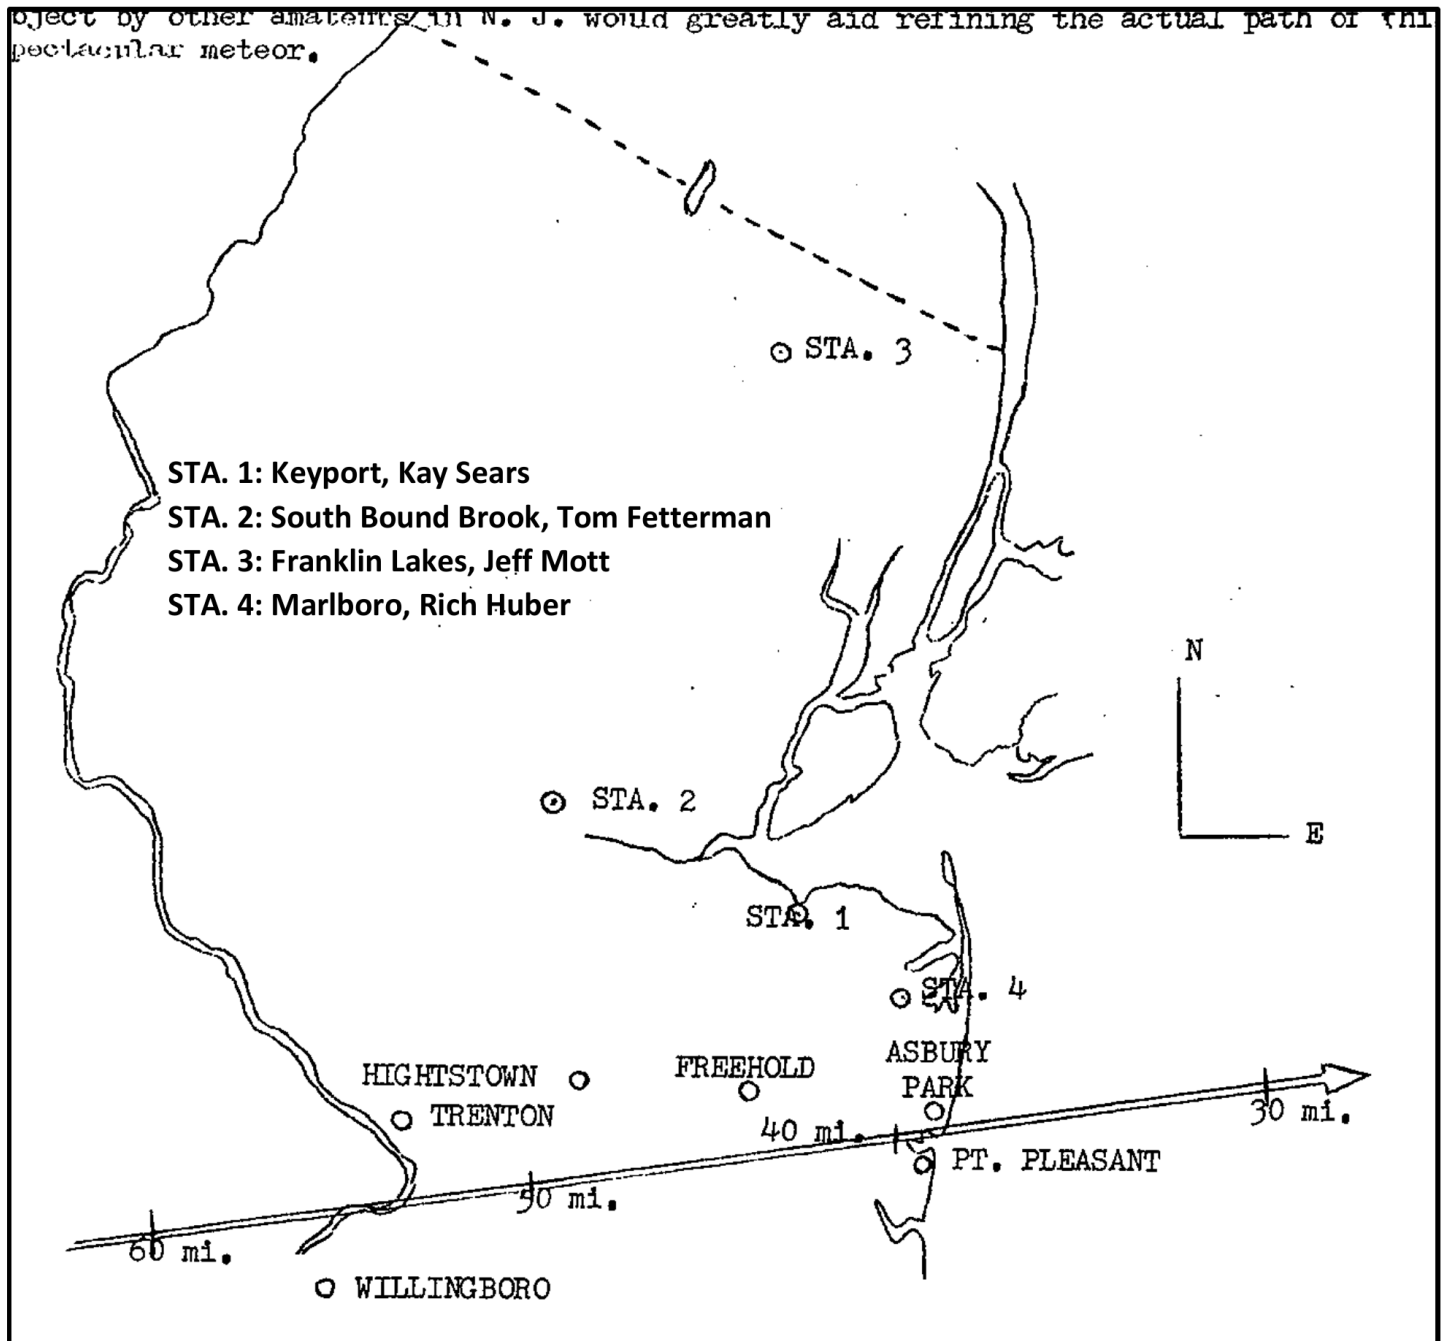 bject by other amateurs in N. J. would greatly aid refining the actual path of thi
pectacular meteor.
STA. 3
STA. 1: Keyport, Kay Sears
STA. 2: South Bound Brook, Tom Fetterman
STA. 3: Franklin Lakes, Jeff Mott
STA. 4: Marlboro, Rich Huber
N
E
STA. 2
STA. 1
STA. 4
ASBURY
PARK
FREEHOLD
HIGHTSTOWN
TRENTON
30 mi.
40 mi.
PT. PLEASANT
50 mi.
60 mi.
WILLINGBORO